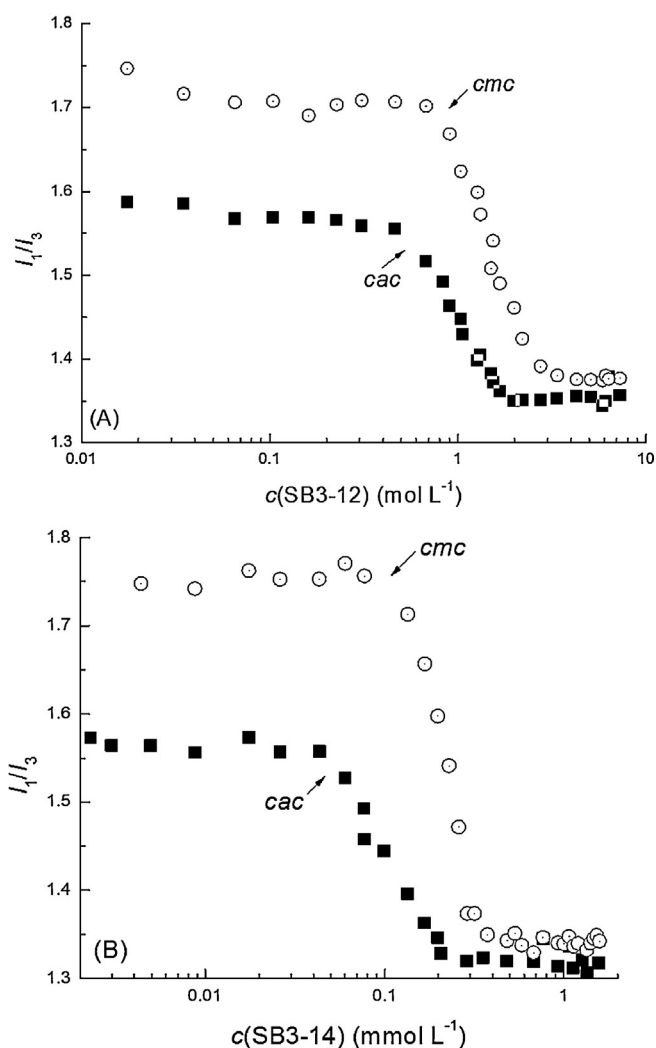 1.8
1.7
1.6
1.5
1.4
1.3
I₁/I₃
cmc
cac
(A)
0.01 0.1 1 10
c(SB3-12) (mol L⁻¹)
1.8
1.7
1.6
1.5
1.4
1.3
I₁/I₃
cmc
cac
(B)
0.01 0.1 1
c(SB3-14) (mmol L⁻¹)